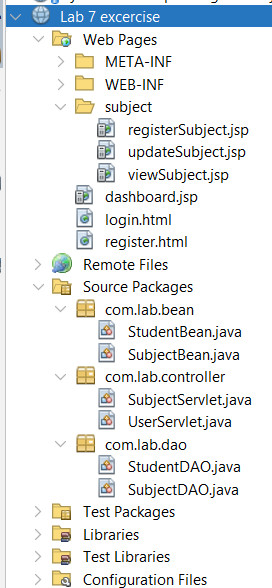 Lab 7 excercise
Web Pages
META-INF
WEB-INF
subject
registerSubject.jsp
updateSubject.jsp
viewSubject.jsp
dashboard.jsp
login.html
register.html
Remote Files
Source Packages
com.lab.bean
StudentBean.java
SubjectBean.java
com.lab.controller
SubjectServlet.java
UserServlet.java
com.lab.dao
StudentDAO.java
SubjectDAO.java
Test Packages
Libraries
Test Libraries
Configuration Files